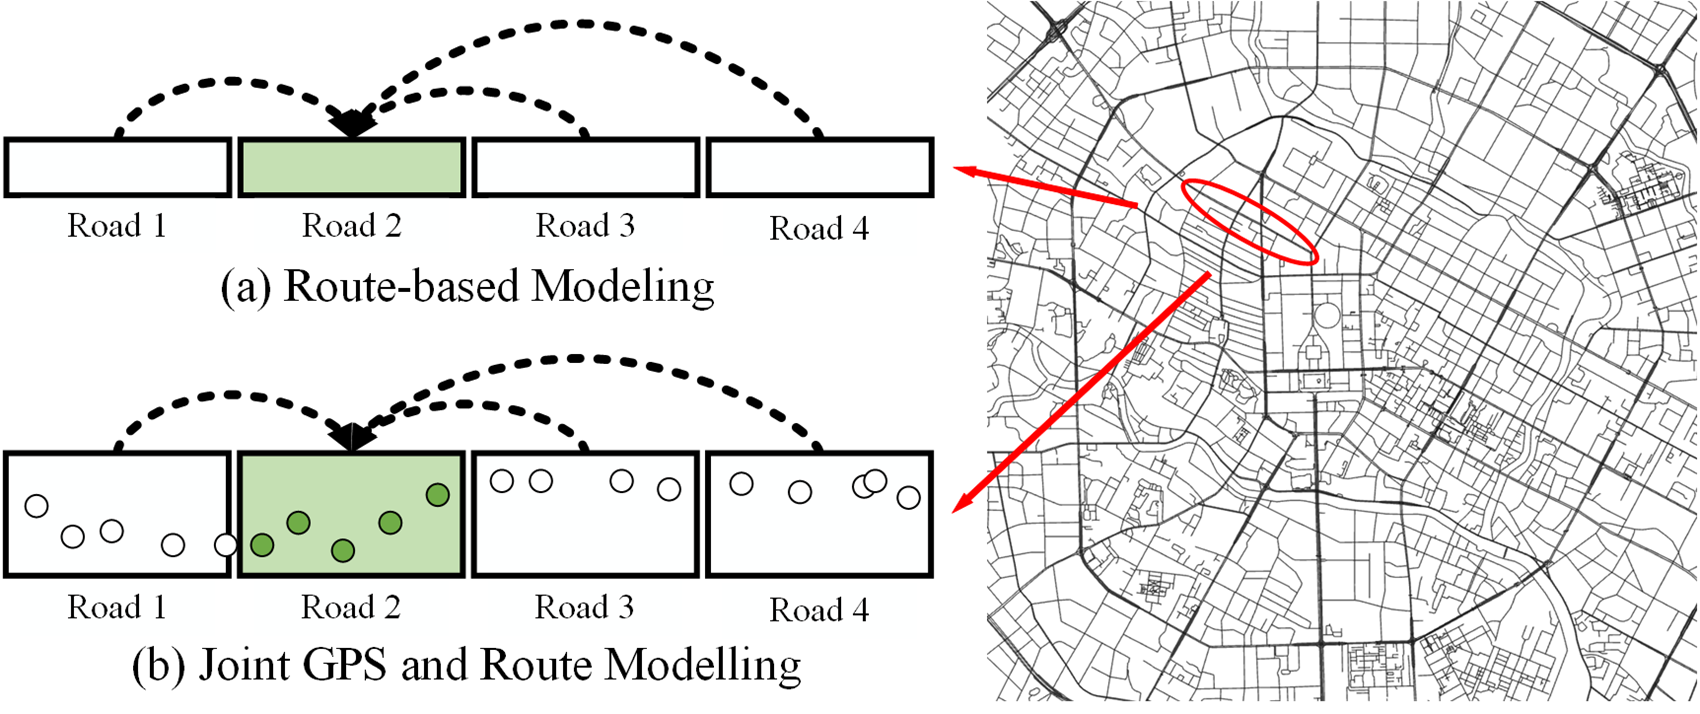 Road 1 Road 2 Road 3 Road 4
(a) Route-based Modeling
Road 1 Road 2 Road 3 Road 4
(b) Joint GPS and Route Modelling